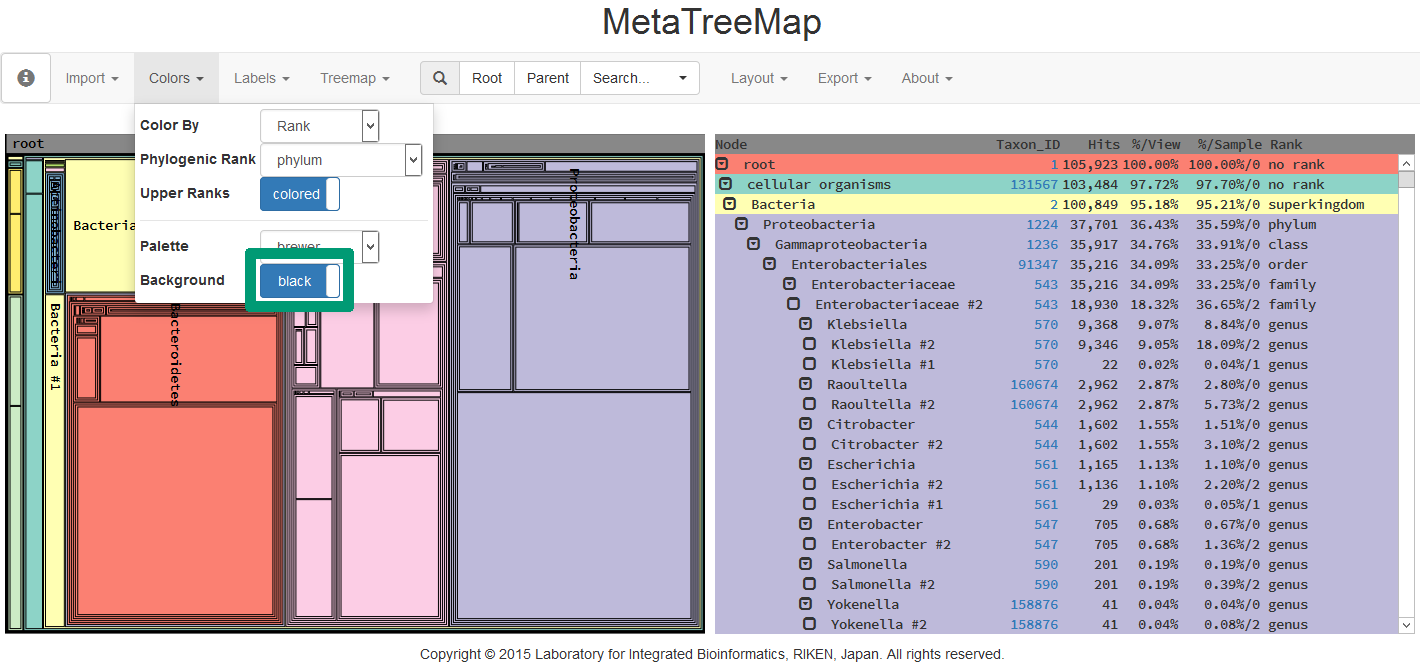 MetaTreeMap
Import Colors Labels Treemap Root Parent Search... Layout Export About
Color By Rank
Phylogenic Rank phylum
Upper Ranks colored
Palette brewer
Background black
root
Bacteria
Bacteria #1
Bacteroidetes
Proteobacteria
Node Taxon_ID Hits %/View %/Sample Rank
root 1 105,923 100.00% 100.00%/0 no rank
cellular organisms 131567 103,484 97.72% 97.70%/0 no rank
Bacteria 2 100,849 95.18% 95.21%/0 superkingdom
Proteobacteria 1224 37,701 36.43% 35.59%/0 phylum
Gammaproteobacteria 1236 35,917 34.76% 33.91%/0 class
Enterobacteriales 91347 35,216 34.09% 33.25%/0 order
Enterobacteriaceae 543 35,216 34.09% 33.25%/0 family
Enterobacteriaceae #2 543 18,930 18.32% 36.65%/2 family
Klebsiella 570 9,368 9.07% 8.84%/0 genus
Klebsiella #2 570 9,346 9.05% 18.09%/2 genus
Klebsiella #1 570 22 0.02% 0.04%/1 genus
Raoultella 160674 2,962 2.87% 2.80%/0 genus
Raoultella #2 160674 2,962 2.87% 5.73%/2 genus
Citrobacter 544 1,602 1.55% 1.51%/0 genus
Citrobacter #2 544 1,602 1.55% 3.10%/2 genus
Escherichia 561 1,165 1.13% 1.10%/0 genus
Escherichia #2 561 1,136 1.10% 2.20%/2 genus
Escherichia #1 561 29 0.03% 0.05%/1 genus
Enterobacter 547 705 0.68% 0.67%/0 genus
Enterobacter #2 547 705 0.68% 1.36%/2 genus
Salmonella 590 201 0.19% 0.19%/0 genus
Salmonella #2 590 201 0.19% 0.39%/2 genus
Yokenella 158876 41 0.04% 0.04%/0 genus
Yokenella #2 158876 41 0.04% 0.08%/2 genus
Copyright © 2015 Laboratory for Integrated Bioinformatics, RIKEN, Japan. All rights reserved.